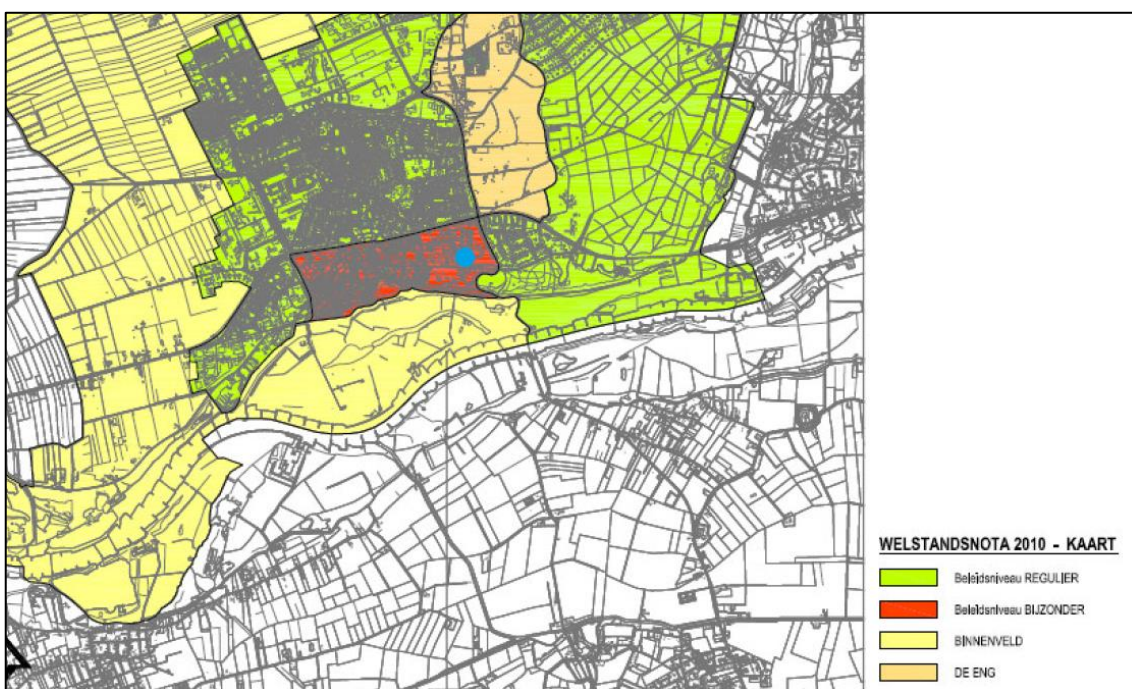 WELSTANDSNOTA 2010 - KAART
Beleidsniveau REGULIER
Beleidsniveau BIJZONDER
BINNENVELD
DE ENG